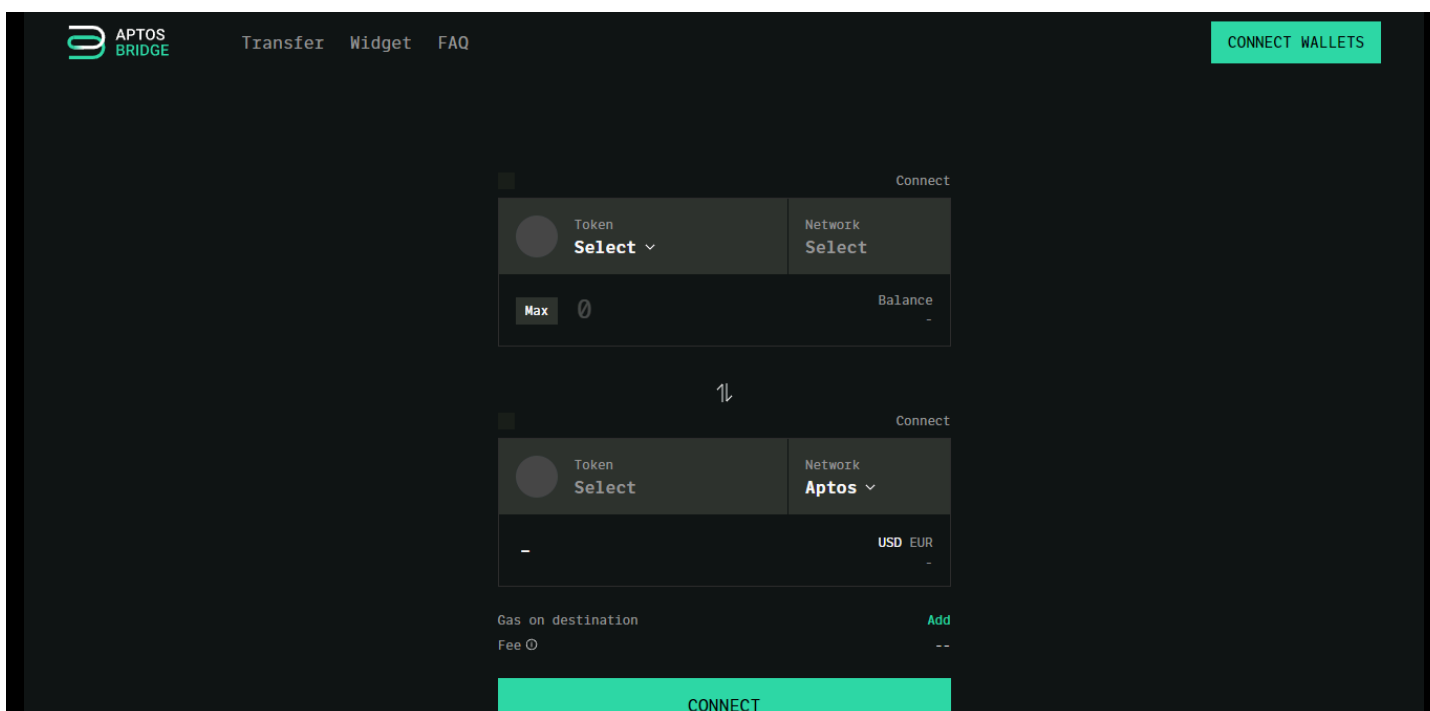 APTOS
BRIDGE
Transfer Widget FAQ
CONNECT WALLETS
Connect
Token
Select
Network
Select
Max
0
Balance
-
Connect
Token
Select
Network
Aptos
-
USD EUR
-
Gas on destination
Add
Fee
--
CONNECT